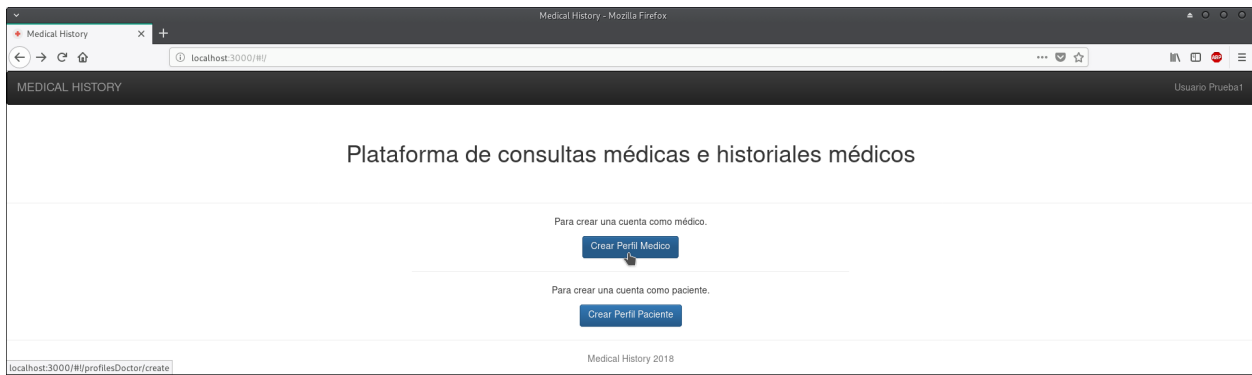 Medical History - Mozilla Firefox
Medical History
localhost:3000/#!/
ABP
MEDICAL HISTORY
Usuario Prueba1
Plataforma de consultas médicas e historiales médicos
Para crear una cuenta como médico.
Crear Perfil Medico
Para crear una cuenta como paciente.
Crear Perfil Paciente
Medical History 2018
localhost:3000/#!/profilesDoctor/create